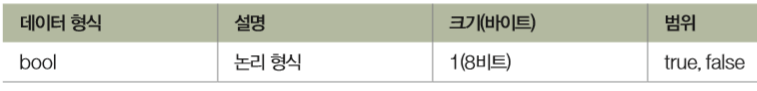 데이터 형식 설명 크기(바이트) 범위
bool 논리 형식 1(8비트) true, false